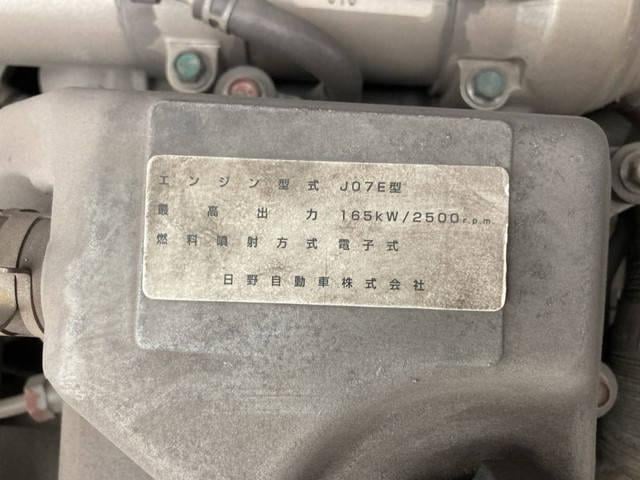 エンジン型式 J07E型
最高出力 165kW/2500r.p.m.
燃料噴射方式 電子式
日野自動車株式会社